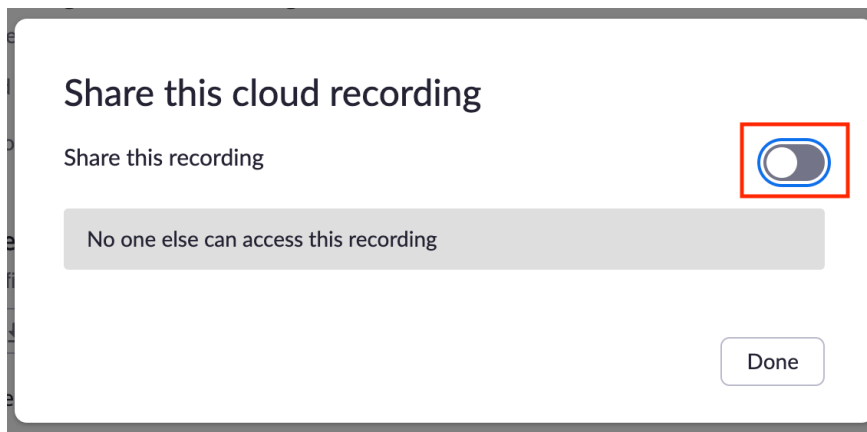 Share this cloud recording
Share this recording
No one else can access this recording
Done